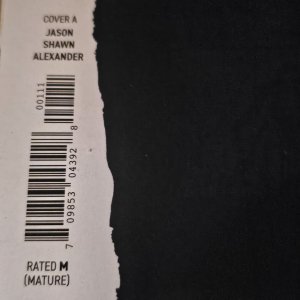 COVER A
JASON
SHAWN
ALEXANDER
00111
7 09853 04392 8
RATED M
(MATURE)